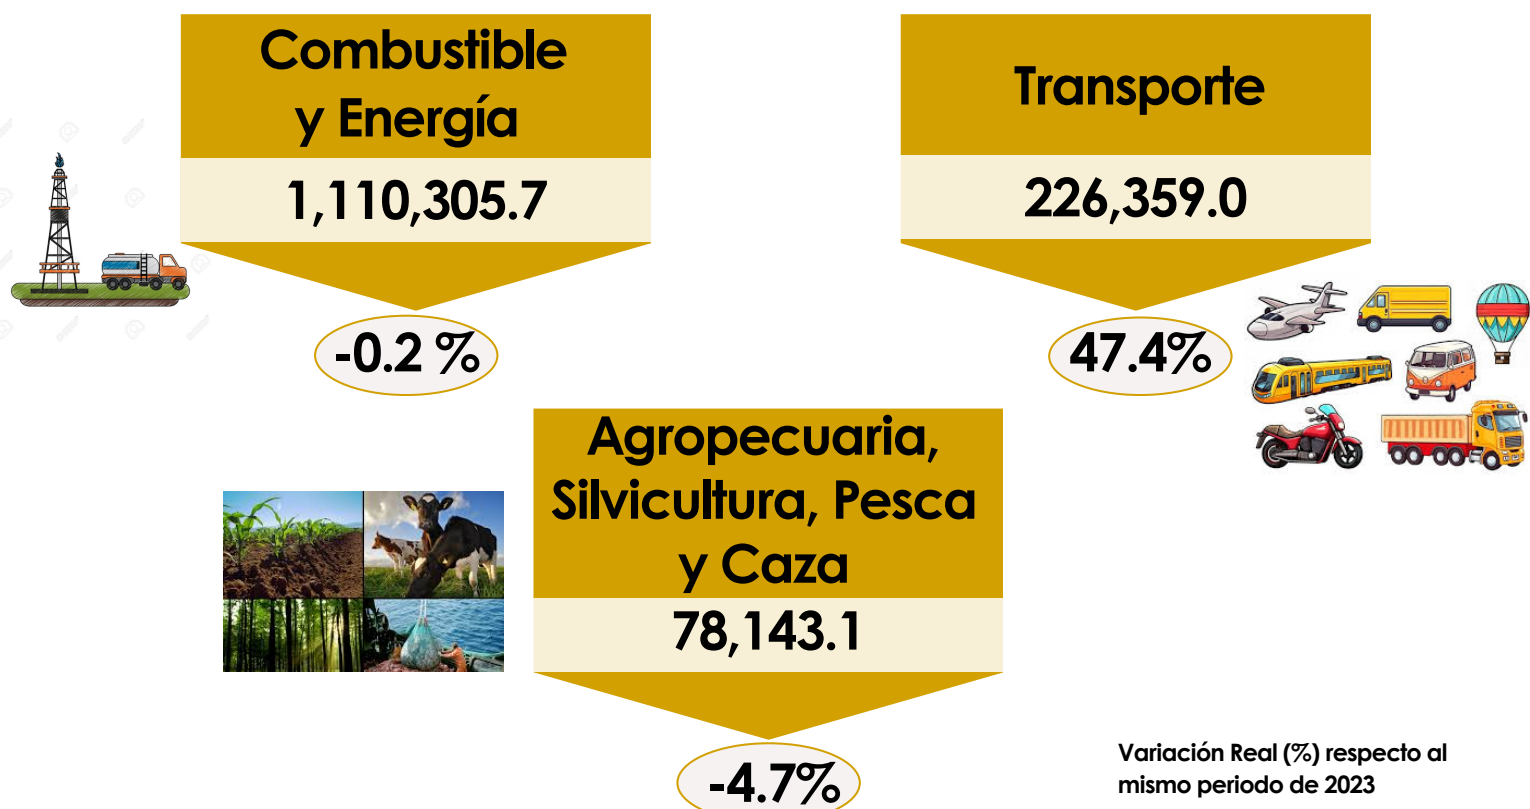 Combustible
y Energía
1,110,305.7
-0.2 %
Transporte
226,359.0
47.4%
Agropecuaria,
Silvicultura, Pesca
y Caza
78,143.1
-4.7%
Variación Real (%) respecto al
mismo periodo de 2023